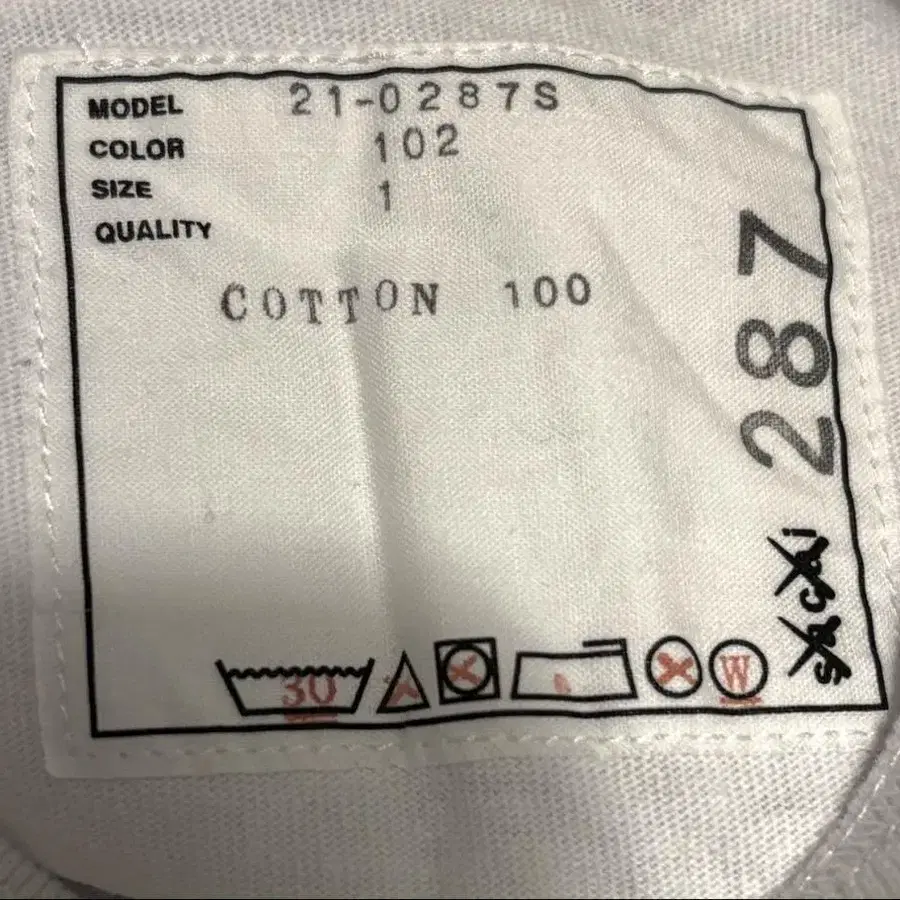 MODEL 21-0287S
COLOR 102
SIZE 1
QUALITY
COTTON 100
287
sacai
30
W